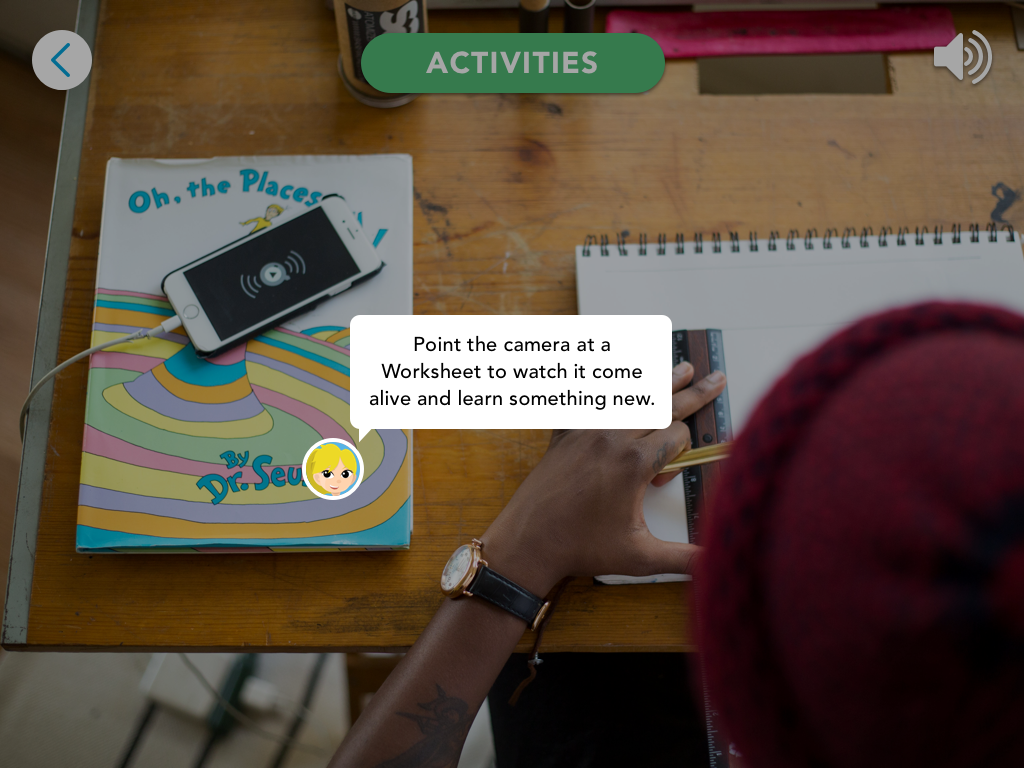 ACTIVITIES
Oh, the Places
Point the camera at a
Worksheet to watch it come
alive and learn something new.
By
Dr. Seu